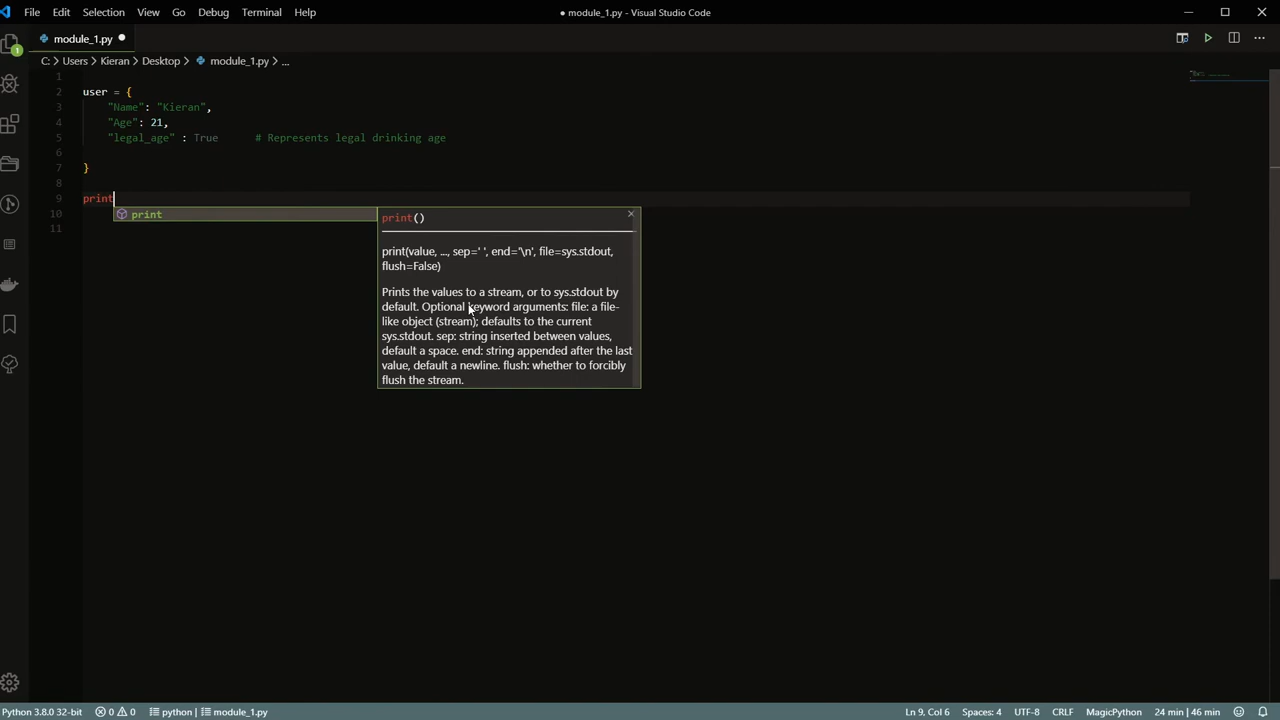 File Edit Selection View Go Debug Terminal Help
● module_1.py - Visual Studio Code
module_1.py ●
C: > Users > Kieran > Desktop > module_1.py > ...
1
1
2 user = {
3 "Name": "Kieran",
4 "Age": 21,
5 "legal_age" : True # Represents legal drinking age
6
7 }
8
9 print
10
11
print
print()
print(value, ..., sep=' ', end='\n', file=sys.stdout,
flush=False)
Prints the values to a stream, or to sys.stdout by
default. Optional keyword arguments: file: a file-
like object (stream); defaults to the current
sys.stdout. sep: string inserted between values,
default a space. end: string appended after the last
value, default a newline. flush: whether to forcibly
flush the stream.
Python 3.8.0 32-bit 0 0 python | module_1.py Ln 9, Col 6 Spaces: 4 UTF-8 CRLF MagicPython 24 min | 46 min